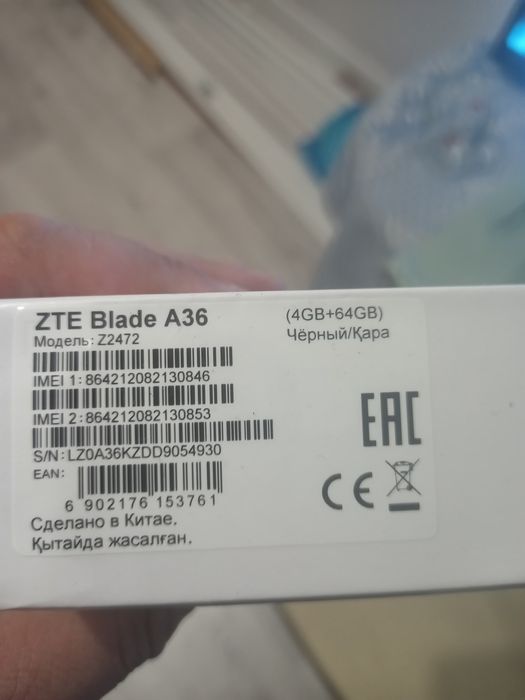 ZTE Blade A36
(4GB+64GB)
Модель: Z2472
Чёрный/Қара
IMEI 1: 864212082130846
IMEI 2: 864212082130853
S/N: LZ0A36KZDD9054930
EAN:
6 902176 153761
Сделано в Китае.
Қытайда жасалған.
EAC
CE